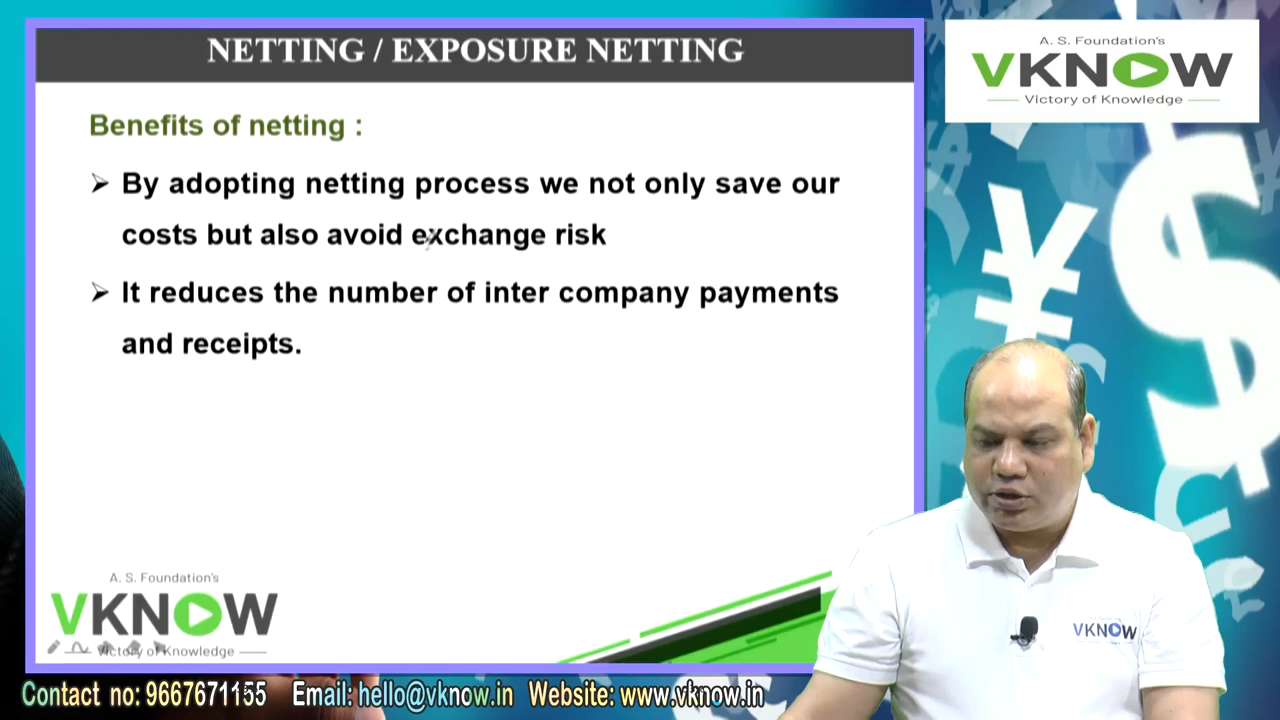 NETTING / EXPOSURE NETTING
A. S. Foundation's
VKNOW
Victory of Knowledge
Benefits of netting :
➢ By adopting netting process we not only save our
costs but also avoid exchange risk
➢ It reduces the number of inter company payments
and receipts.
A. S. Foundation's
VKNOW
Victory of Knowledge
VKNOW
Contact no: 9667671155 Email: hello@vknow.in Website: www.vknow.in